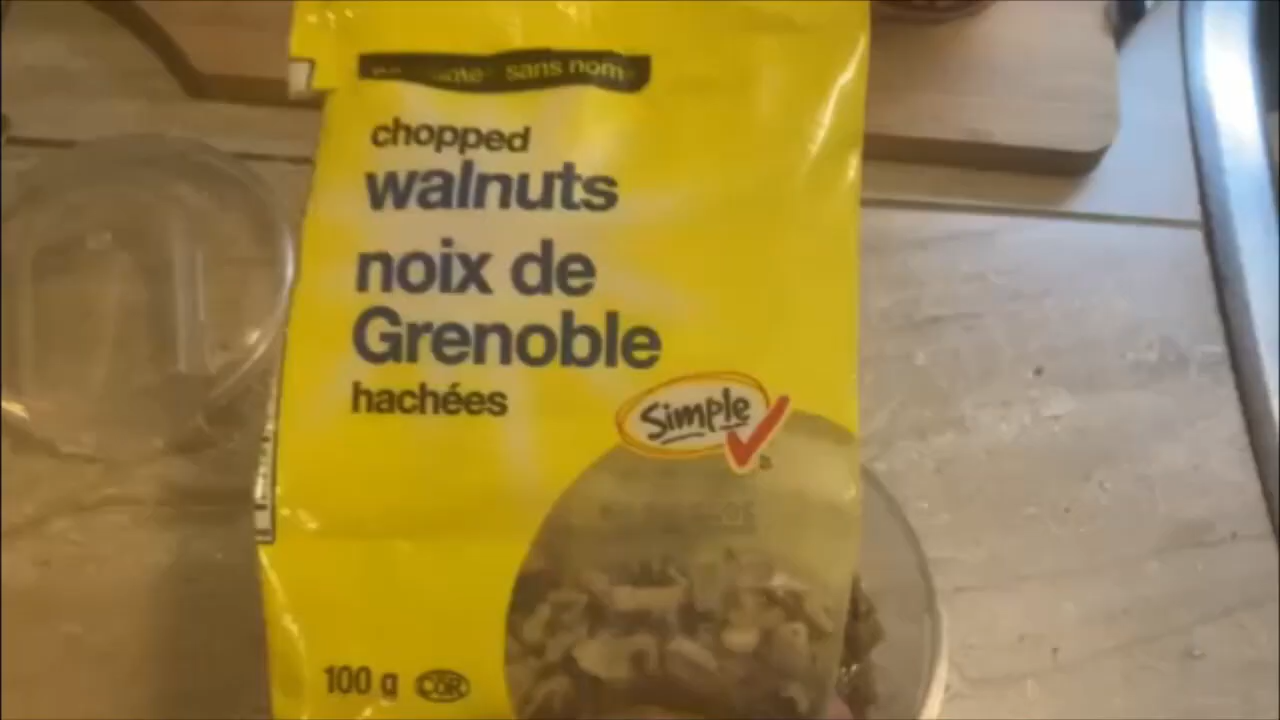 sans nom
chopped
walnuts
noix de
Grenoble
hachées
Simple
100 g COR